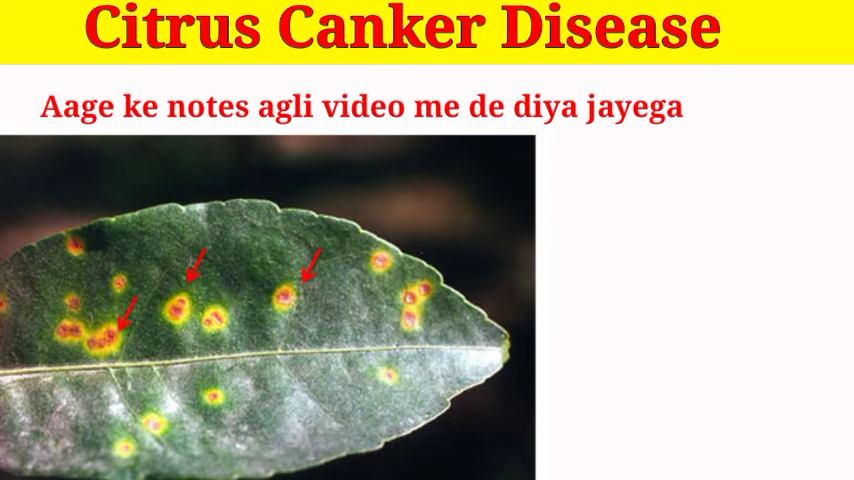 Citrus Canker Disease
Aage ke notes agli video me de diya jayega